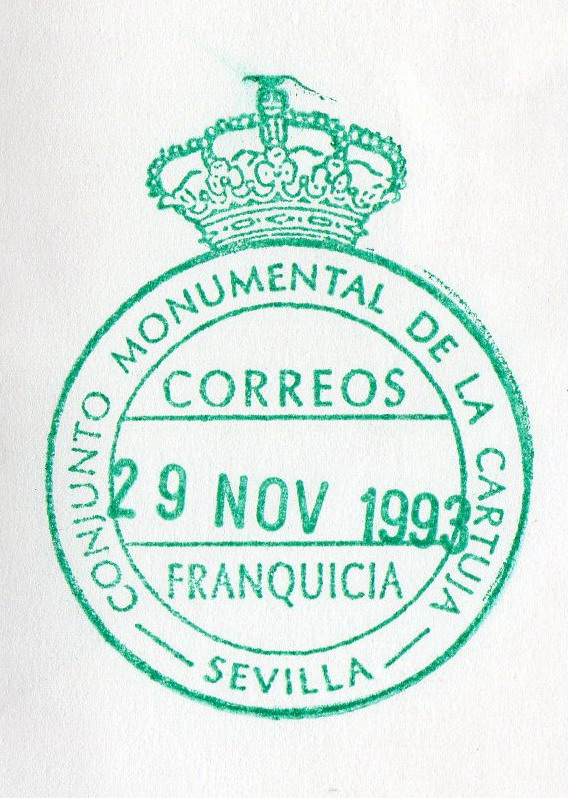 CONJUNTO MONUMENTAL DE LA CARTUJA
CORREOS
29 NOV 1993
FRANQUICIA
SEVILLA